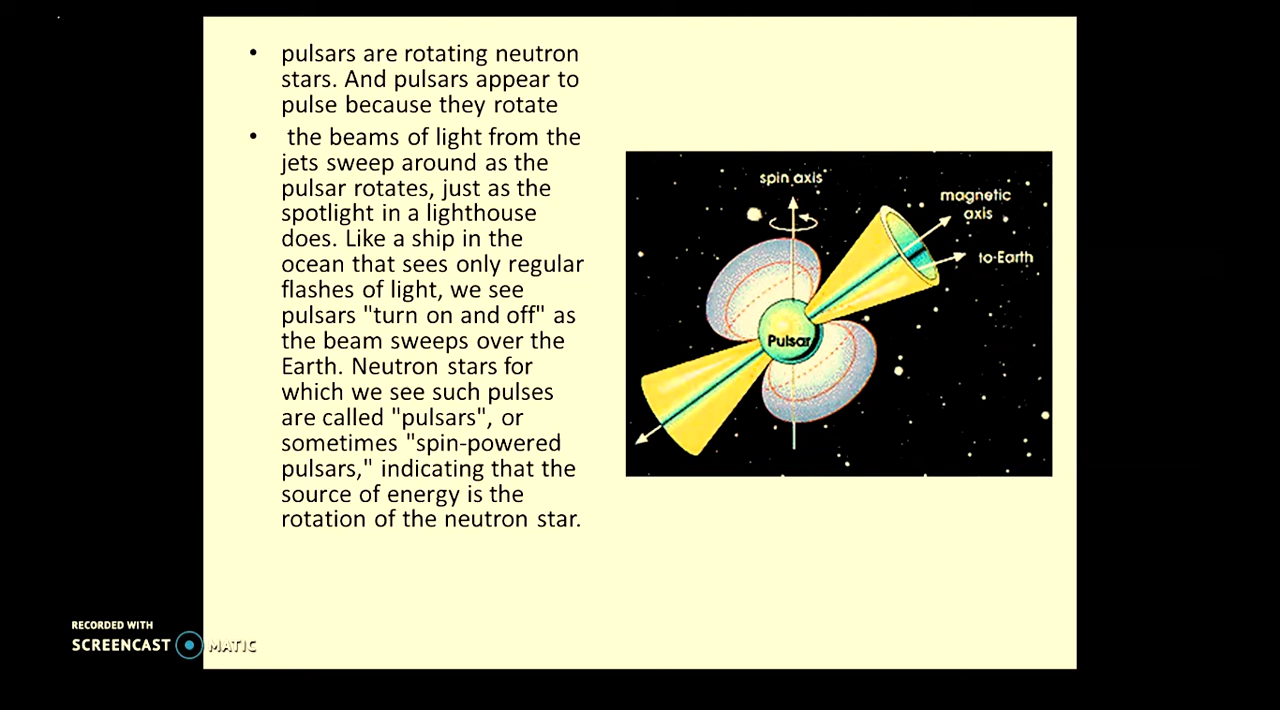 • pulsars are rotating neutron
stars. And pulsars appear to
pulse because they rotate
• the beams of light from the
jets sweep around as the
pulsar rotates, just as the
spotlight in a lighthouse
does. Like a ship in the
ocean that sees only regular
flashes of light, we see
pulsars "turn on and off" as
the beam sweeps over the
Earth. Neutron stars for
which we see such pulses
are called "pulsars", or
sometimes "spin-powered
pulsars," indicating that the
source of energy is the
rotation of the neutron star.
spin axis
magnetic
axis
to Earth
Pulsar
RECORDED WITH
SCREENCAST MATIC